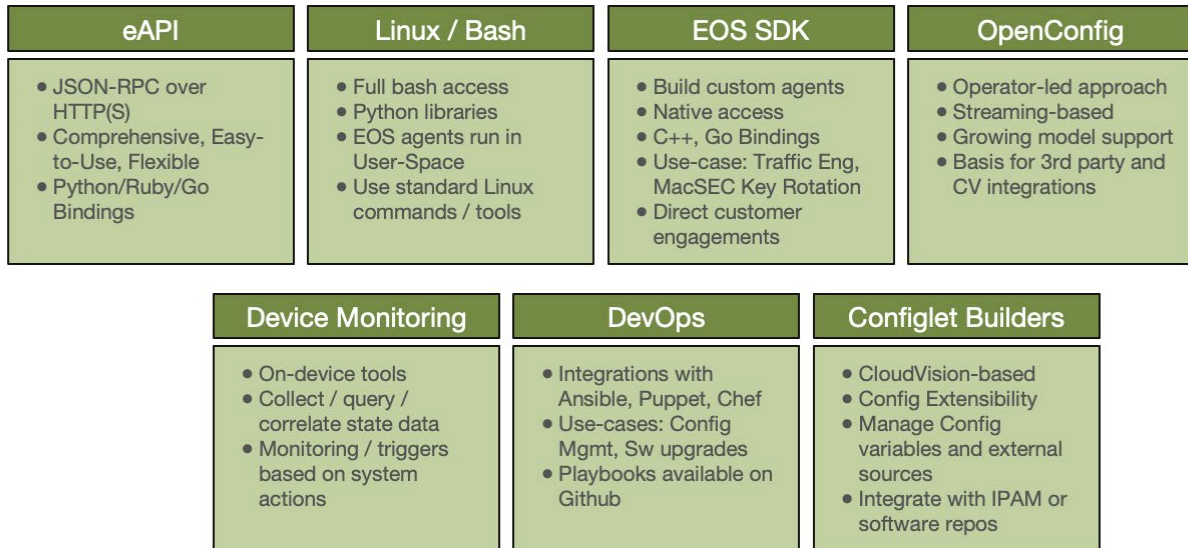 eAPI
• JSON-RPC over
HTTP(S)
• Comprehensive, Easy-
to-Use, Flexible
• Python/Ruby/Go
Bindings
Linux / Bash
• Full bash access
• Python libraries
• EOS agents run in
User-Space
• Use standard Linux
commands / tools
EOS SDK
• Build custom agents
• Native access
• C++, Go Bindings
• Use-case: Traffic Eng,
MacSEC Key Rotation
• Direct customer
engagements
OpenConfig
• Operator-led approach
• Streaming-based
• Growing model support
• Basis for 3rd party and
CV integrations
Device Monitoring
• On-device tools
• Collect / query /
correlate state data
• Monitoring / triggers
based on system
actions
DevOps
• Integrations with
Ansible, Puppet, Chef
• Use-cases: Config
Mgmt, Sw upgrades
• Playbooks available on
Github
Configlet Builders
• CloudVision-based
• Config Extensibility
• Manage Config
variables and external
sources
• Integrate with IPAM or
software repos